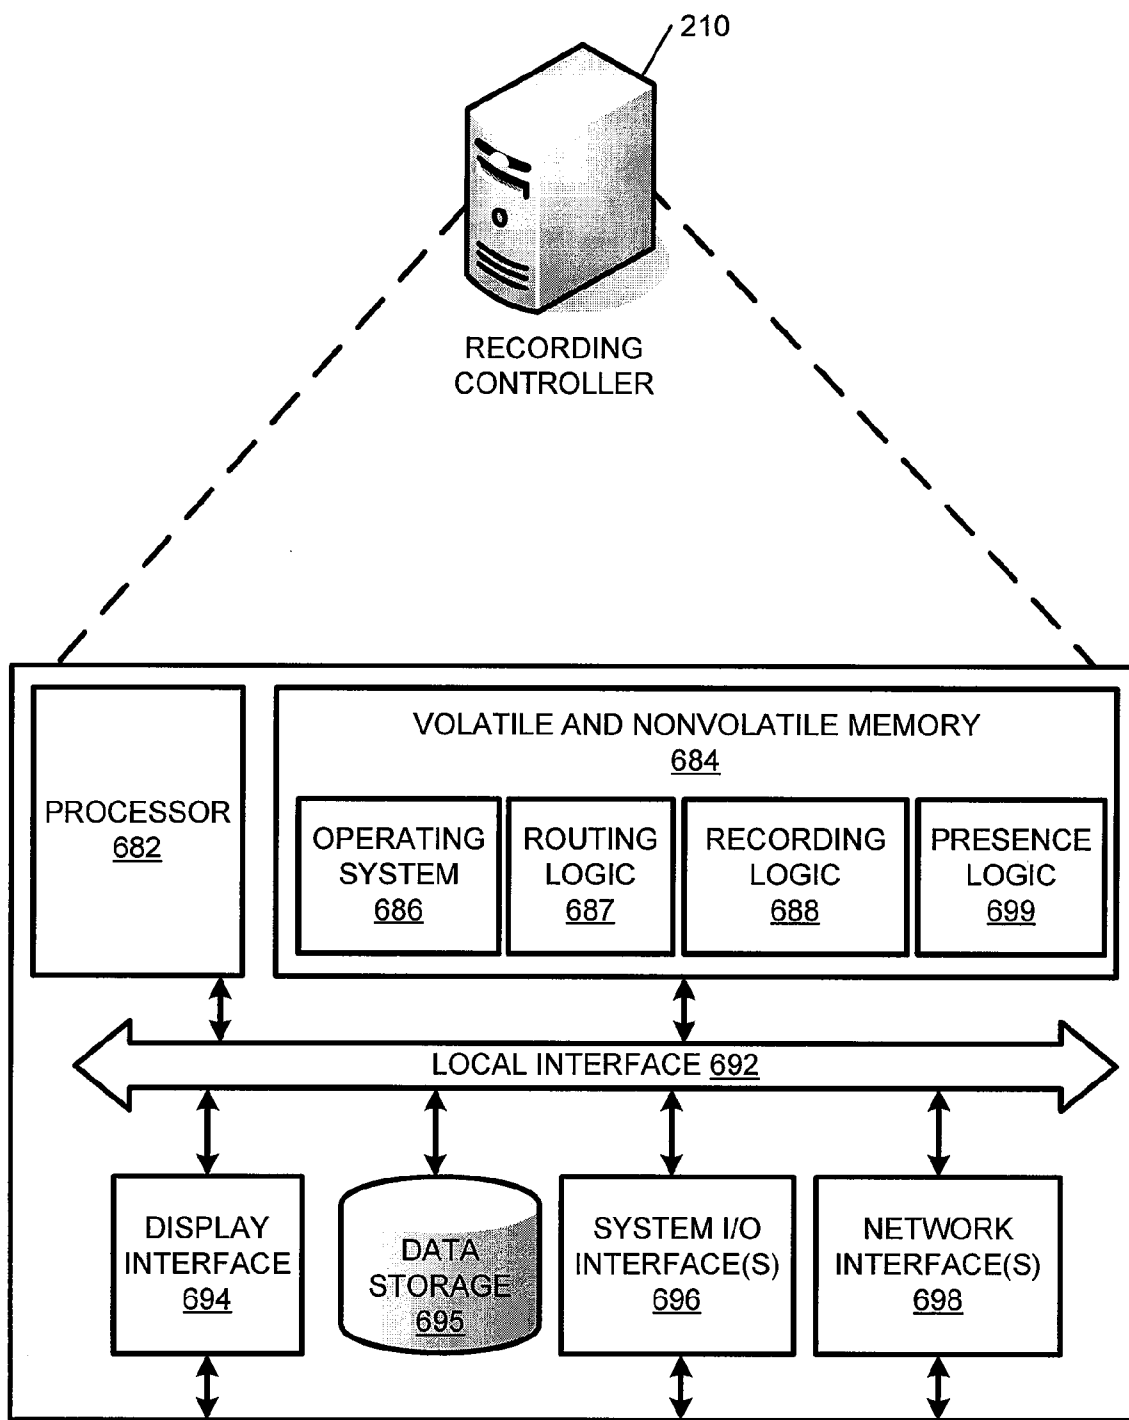 210
RECORDING
CONTROLLER
VOLATILE AND NONVOLATILE MEMORY
684
PROCESSOR
682
OPERATING
SYSTEM
686
ROUTING
LOGIC
687
RECORDING
LOGIC
688
PRESENCE
LOGIC
699
LOCAL INTERFACE 692
DISPLAY
INTERFACE
694
DATA
STORAGE
695
SYSTEM I/O
INTERFACE(S)
696
NETWORK
INTERFACE(S)
698